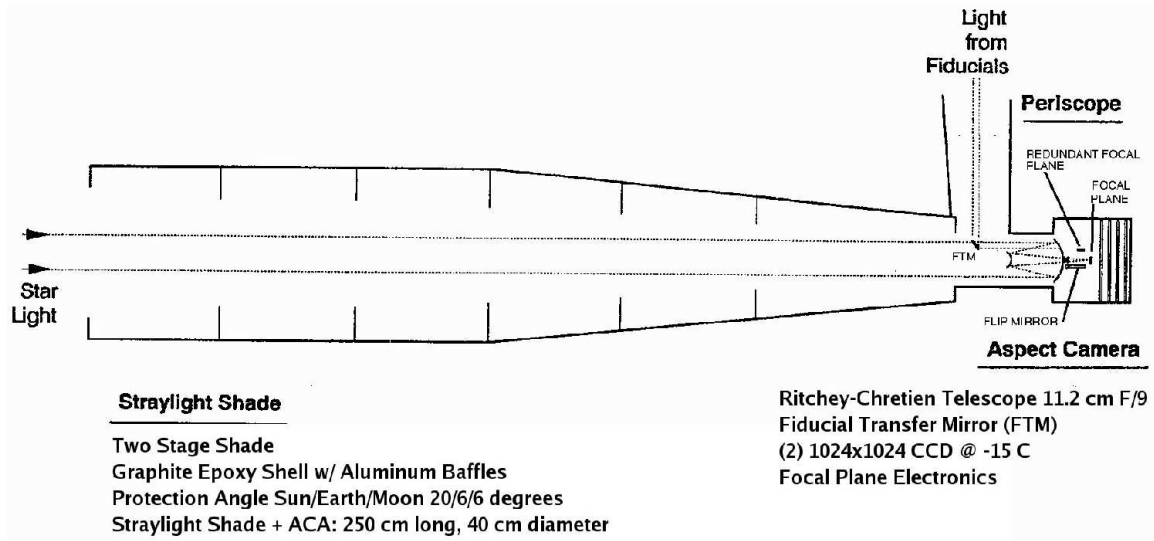 Light
from
Fiducials
Periscope
REDUNDANT FOCAL
PLANE
FOCAL
PLANE
FTM
Star
Light
FLIP MIRROR
Aspect Camera
Straylight Shade
Two Stage Shade
Graphite Epoxy Shell w/ Aluminum Baffles
Protection Angle Sun/Earth/Moon 20/6/6 degrees
Straylight Shade + ACA: 250 cm long, 40 cm diameter
Ritchey-Chretien Telescope 11.2 cm F/9
Fiducial Transfer Mirror (FTM)
(2) 1024x1024 CCD @ -15 C
Focal Plane Electronics